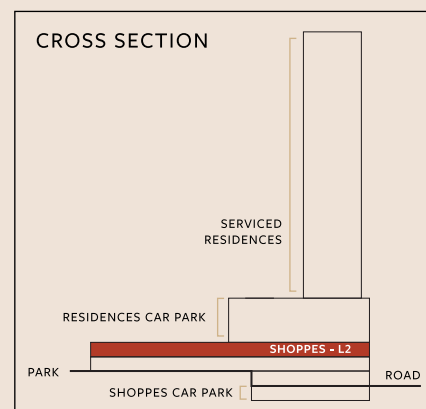 CROSS SECTION
SERVICED
RESIDENCES
RESIDENCES CAR PARK
SHOPPES - L2
PARK
ROAD
SHOPPES CAR PARK